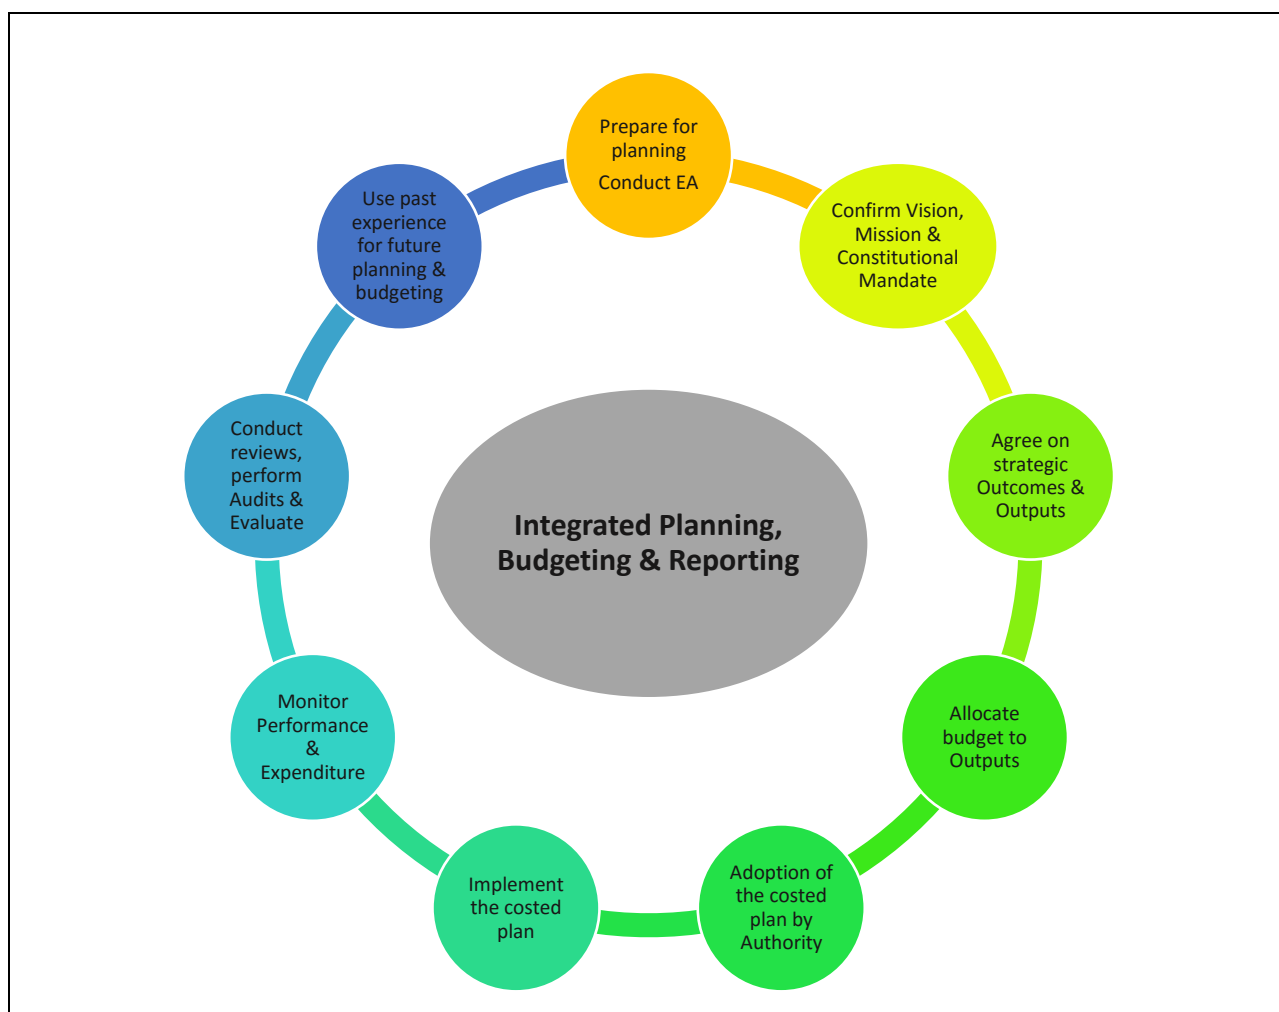 Prepare for
planning
Conduct EA
Confirm Vision,
Mission &
Constitutional
Mandate
Agree on
strategic
Outcomes &
Outputs
Allocate
budget to
Outputs
Adoption of
the costed
plan by
Authority
Implement
the costed
plan
Monitor
Performance
&
Expenditure
Conduct
reviews,
perform
Audits &
Evaluate
Use past
experience
for future
planning &
budgeting
Integrated Planning,
Budgeting & Reporting